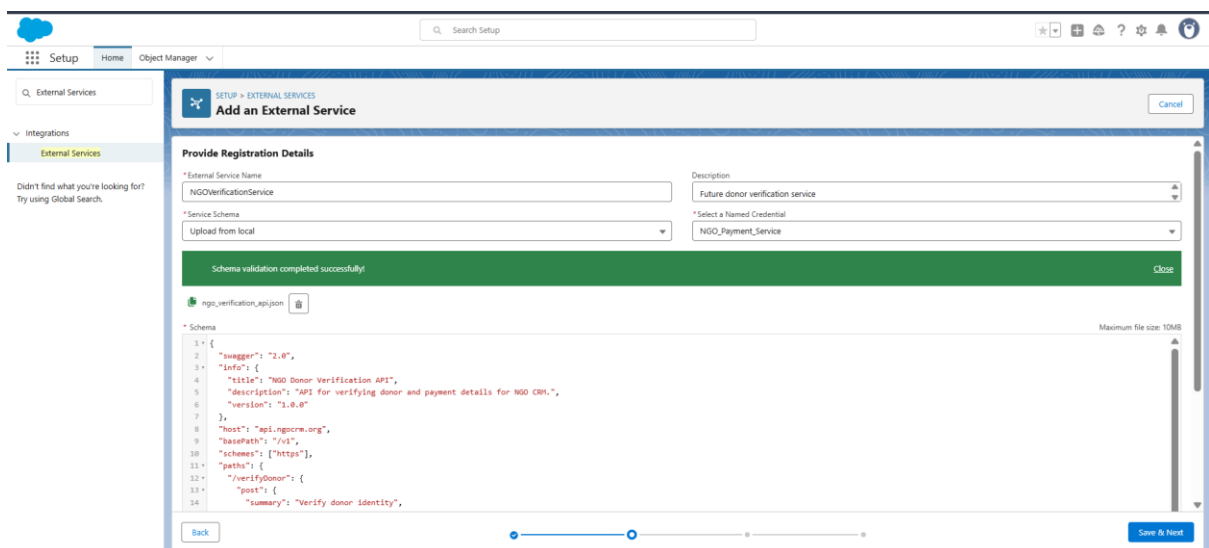 Search Setup
Setup
Home
Object Manager
External Services
Integrations
External Services
Didn't find what you're looking for?
Try using Global Search.
SETUP > EXTERNAL SERVICES
Add an External Service
Cancel
Provide Registration Details
*External Service Name
NGOVerificationService
Description
Future donor verification service
*Service Schema
Upload from local
*Select a Named Credential
NGO_Payment_Service
Schema validation completed successfully!
Close
ngo_verification_api.json
* Schema
Maximum file size: 10MB
1 {
2 "swagger": "2.0",
3 "info": {
4 "title": "NGO Donor Verification API",
5 "description": "API for verifying donor and payment details for NGO CRM.",
6 "version": "1.0.0"
7 },
8 "host": "api.ngocrm.org",
9 "basePath": "/v1",
10 "schemes": ["https"],
11 "paths": {
12 "/verifyDonor": {
13 "post": {
14 "summary": "Verify donor identity",
Back
Save & Next